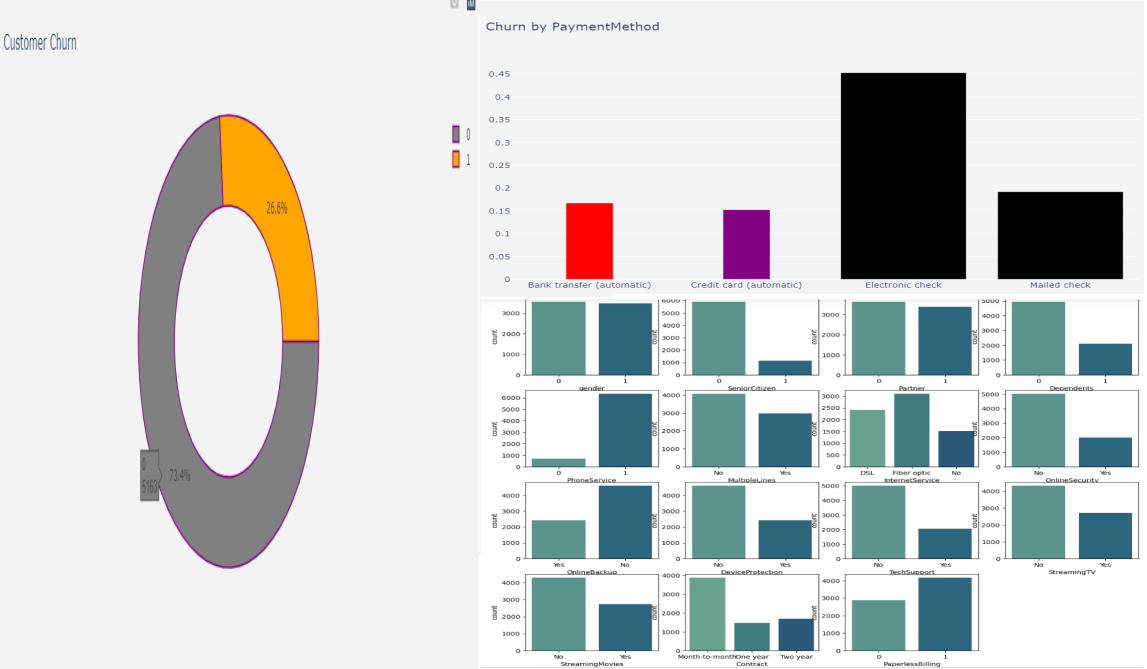 Customer Churn
0
1
26.6%
73.4%
0
5163
Churn by PaymentMethod
0.45
0.4
0.35
0.3
0.25
0.2
0.15
0.1
0.05
0
Bank transfer (automatic) Credit card (automatic) Electronic check Mailed check
count
3000
2000
1000
0
0 1
gender
6000
5000
4000
3000
2000
1000
0
0 1
SeniorCitizen
count
3000
2000
1000
0
0 1
Partner
count
5000
4000
3000
2000
1000
0
0 1
Dependents
count
6000
5000
4000
3000
2000
1000
0
0 1
PhoneService
4000
3000
2000
1000
0
No Yes
MultipleLines
count
3000
2500
2000
1500
1000
500
0
DSL Fiber optic No
InternetService
count
5000
4000
3000
2000
1000
0
No Yes
OnlineSecurity
count
4000
3000
2000
1000
0
Yes No
OnlineBackup
4000
3000
2000
1000
0
No Yes
DeviceProtection
count
5000
4000
3000
2000
1000
0
No Yes
TechSupport
count
4000
3000
2000
1000
0
No Yes
StreamingTV
count
4000
3000
2000
1000
0
No Yes
StreamingMovies
4000
3000
2000
1000
0
Month-to-month One year Two year
Contract
count
4000
3000
2000
1000
0
0 1
PaperlessBilling